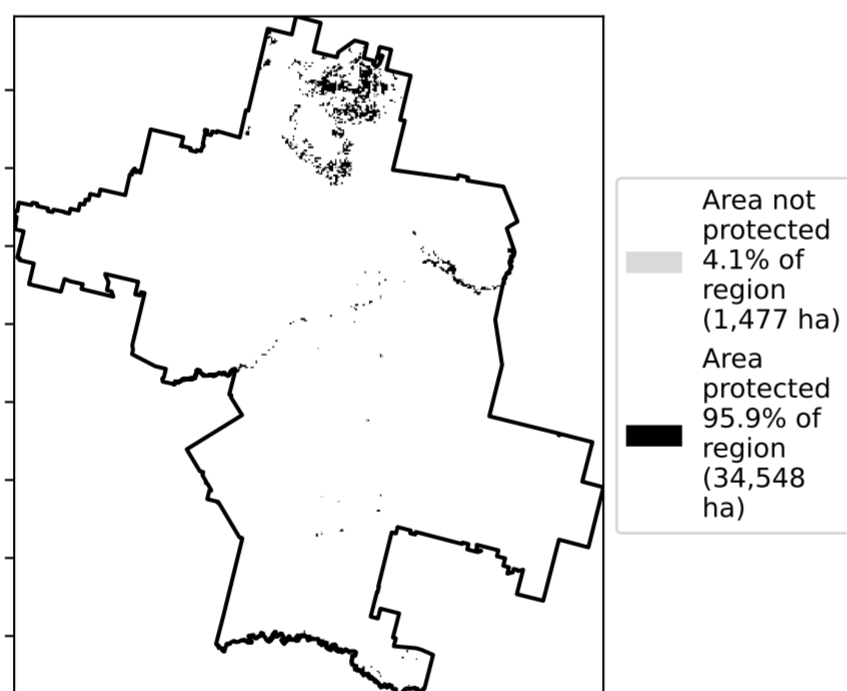 Area not
protected
4.1% of
region
(1,477 ha)
Area
protected
95.9% of
region
(34,548
ha)